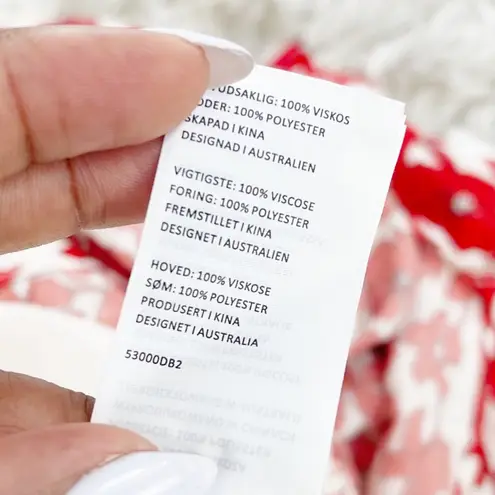 UDSAKLIG: 100% VISKOS
ODER: 100% POLYESTER
SKAPAD I KINA
DESIGNAD I AUSTRALIEN
VIGTIGSTE: 100% VISCOSE
FORING: 100% POLYESTER
FREMSTILLET I KINA
DESIGNET I AUSTRALIEN
HOVED: 100% VISKOSE
SØM: 100% POLYESTER
PRODUSERT I KINA
DESIGNET I AUSTRALIA
53000DB2